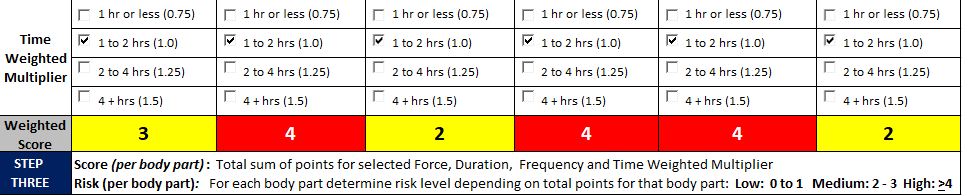 Time Weighted Multiplier
1 hr or less (0.75) 1 hr or less (0.75) 1 hr or less (0.75) 1 hr or less (0.75) 1 hr or less (0.75) 1 hr or less (0.75)
1 to 2 hrs (1.0) 1 to 2 hrs (1.0) 1 to 2 hrs (1.0) 1 to 2 hrs (1.0) 1 to 2 hrs (1.0) 1 to 2 hrs (1.0)
2 to 4 hrs (1.25) 2 to 4 hrs (1.25) 2 to 4 hrs (1.25) 2 to 4 hrs (1.25) 2 to 4 hrs (1.25) 2 to 4 hrs (1.25)
4 + hrs (1.5) 4 + hrs (1.5) 4 + hrs (1.5) 4 + hrs (1.5) 4 + hrs (1.5) 4 + hrs (1.5)
Weighted Score 3 4 2 4 4 2
STEP THREE
Score (per body part) : Total sum of points for selected Force, Duration, Frequency and Time Weighted Multiplier
Risk (per body part): For each body part determine risk level depending on total points for that body part: Low: 0 to 1 Medium: 2 - 3 High: >4